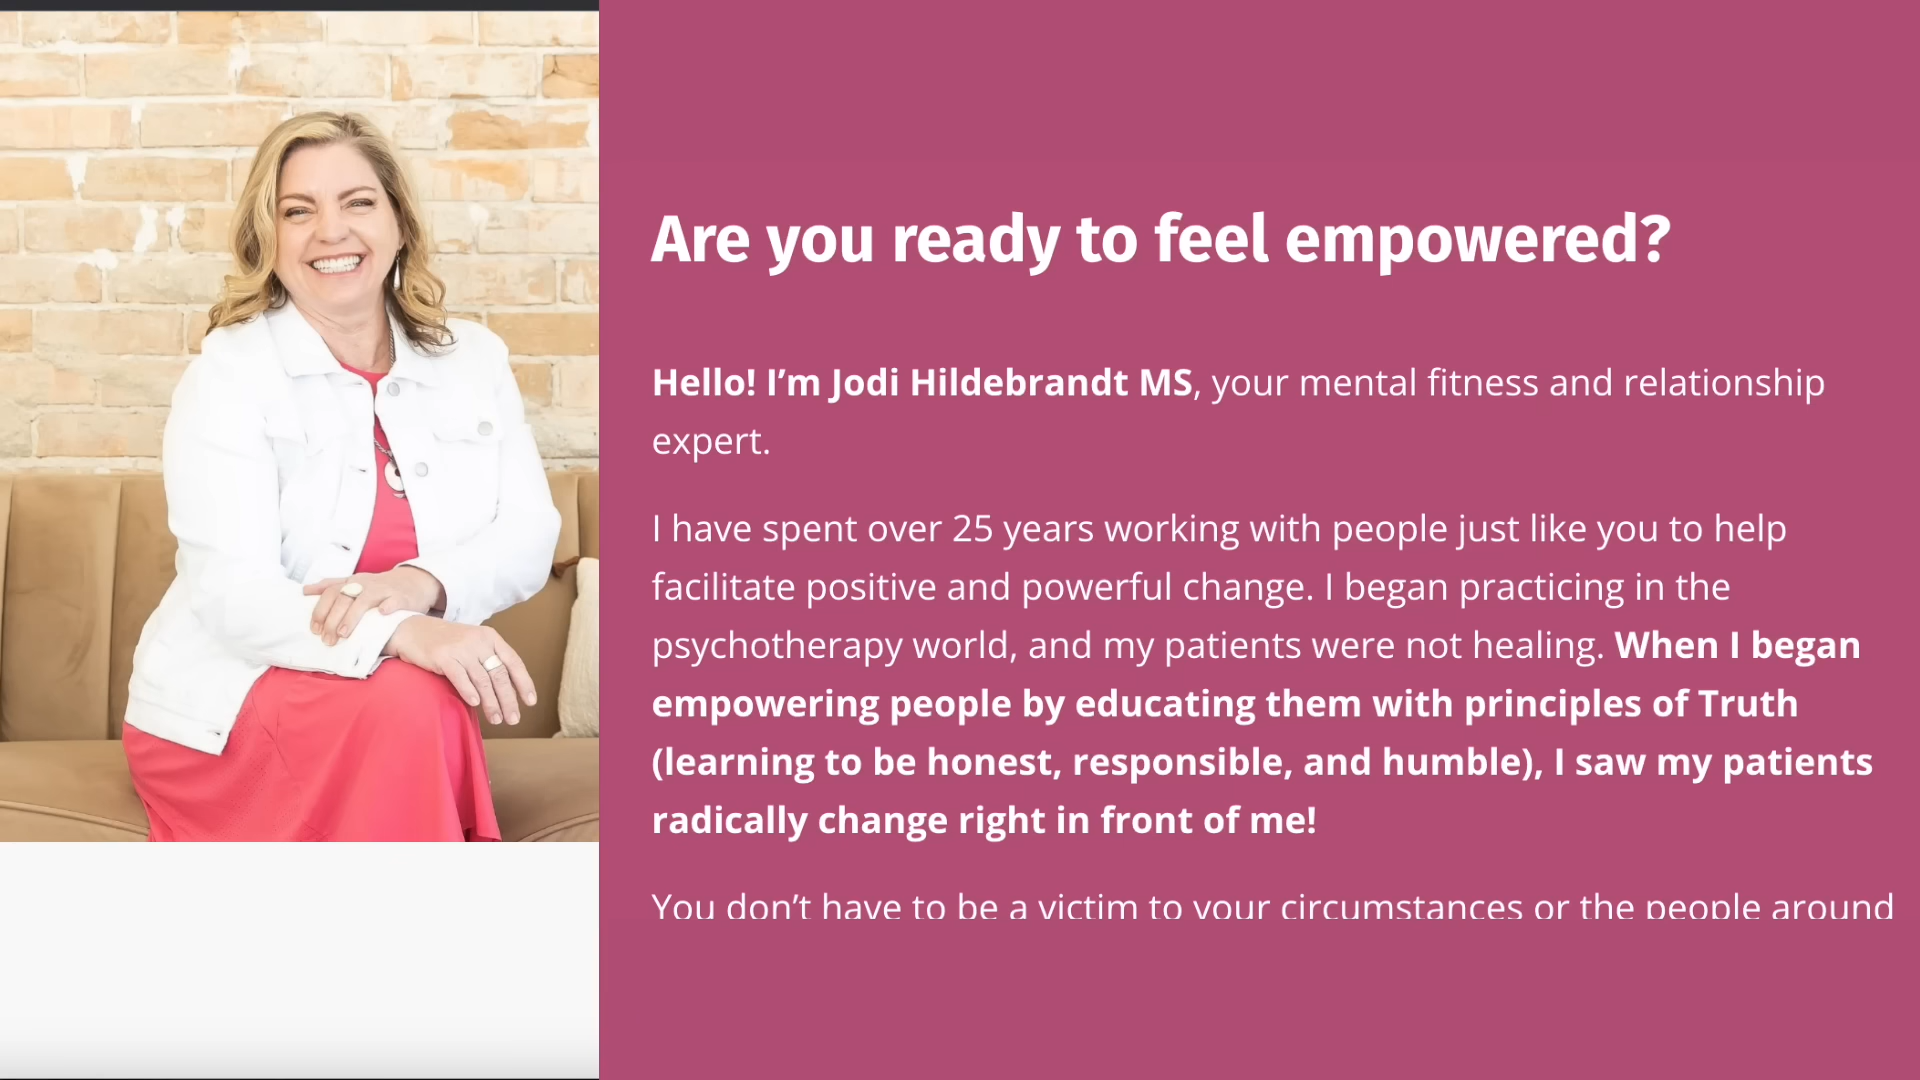 Are you ready to feel empowered?
Hello! I’m Jodi Hildebrandt MS, your mental fitness and relationship
expert.
I have spent over 25 years working with people just like you to help
facilitate positive and powerful change. I began practicing in the
psychotherapy world, and my patients were not healing. When I began
empowering people by educating them with principles of Truth
(learning to be honest, responsible, and humble), I saw my patients
radically change right in front of me!
You don’t have to be a victim to your circumstances or the people around